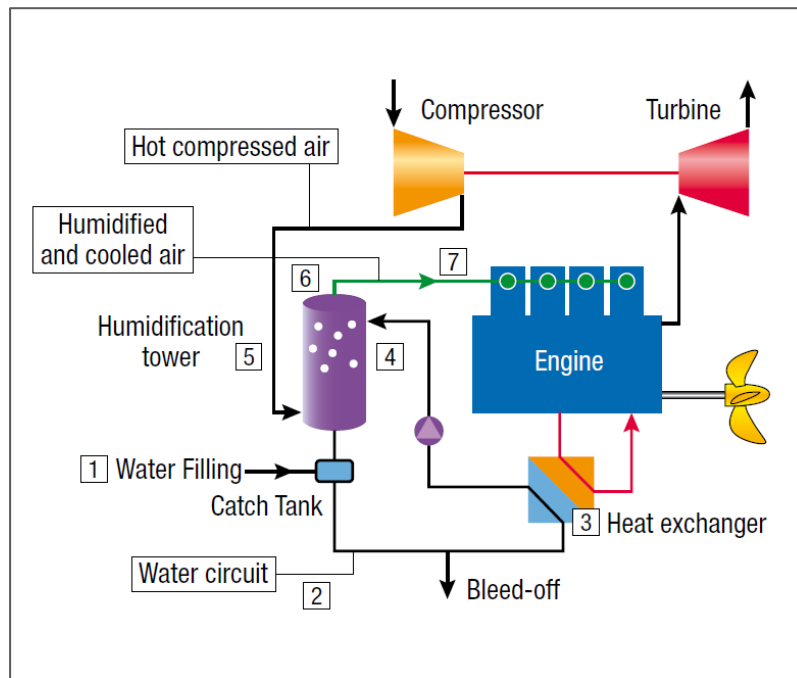 Compressor
Turbine
Hot compressed air
Humidified
and cooled air
6
7
Humidification
tower
5
4
Engine
1 Water Filling
Catch Tank
3 Heat exchanger
Water circuit
2
Bleed-off